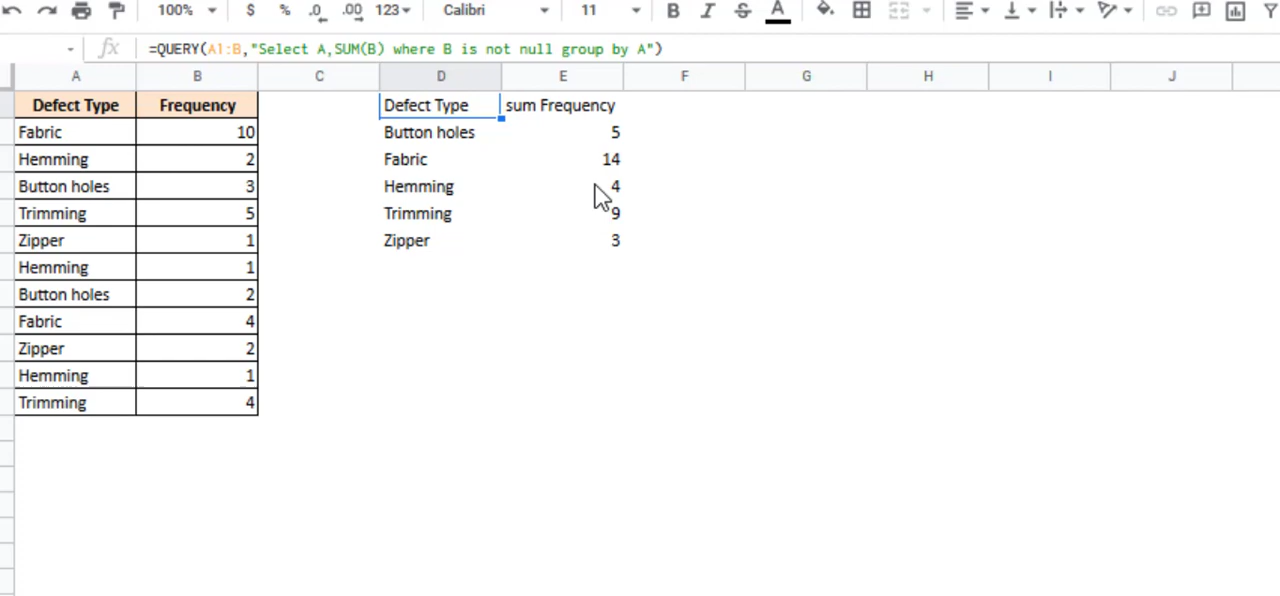 100% $ % .0 .00 123 Calibri 11 B I S A
fx =QUERY(A1:B,"Select A,SUM(B) where B is not null group by A")
A B C D E F G H I J
Defect Type Frequency Defect Type sum Frequency
Fabric 10 Button holes 5
Hemming 2 Fabric 14
Button holes 3 Hemming 4
Trimming 5 Trimming 9
Zipper 1 Zipper 3
Hemming 1
Button holes 2
Fabric 4
Zipper 2
Hemming 1
Trimming 4